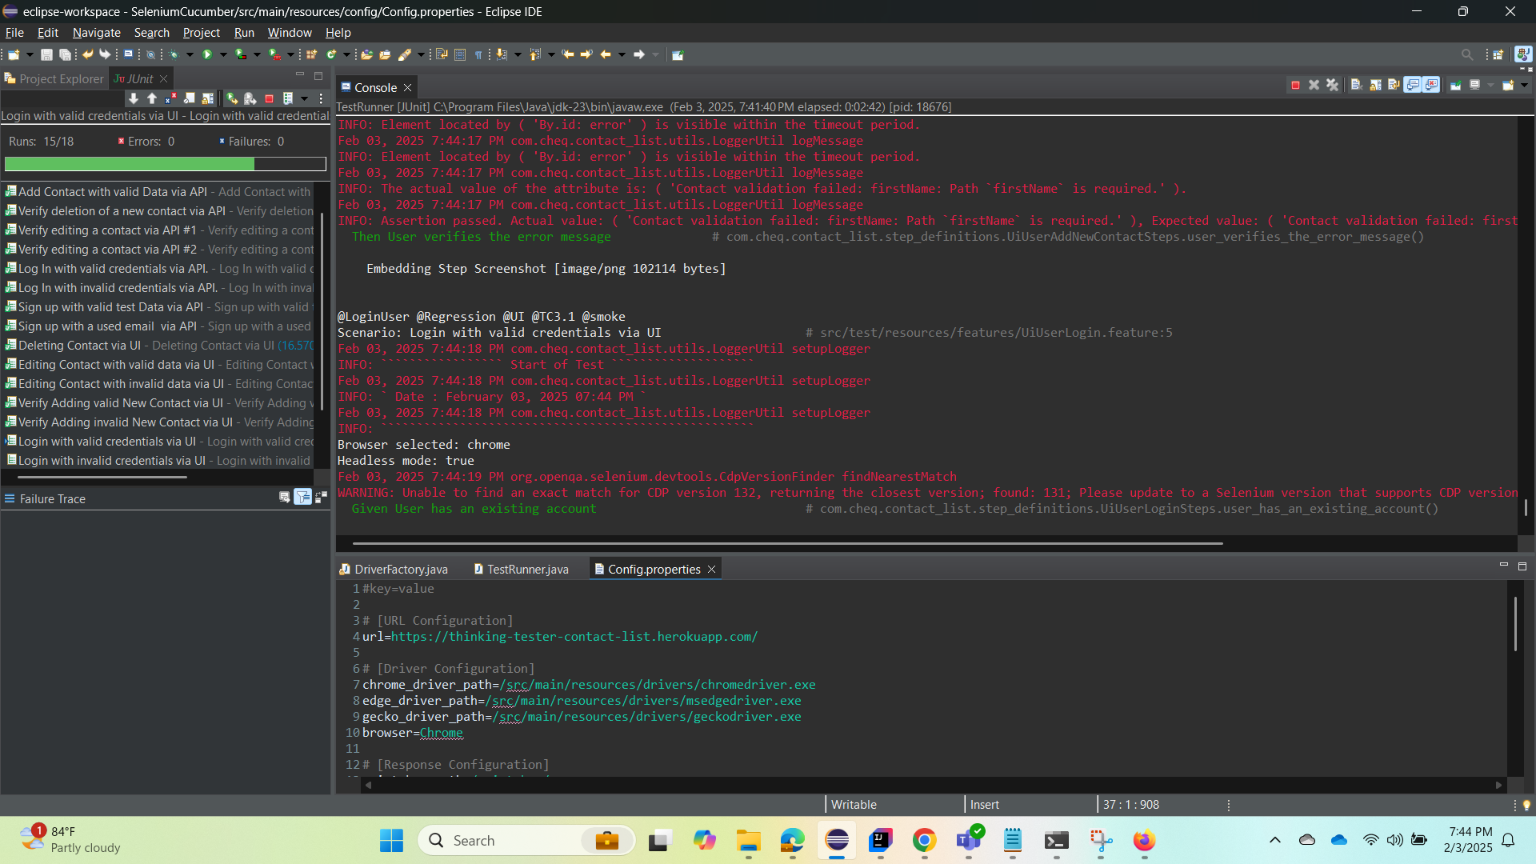 eclipse-workspace - SeleniumCucumber/src/main/resources/config/Config.properties - Eclipse IDE
File Edit Navigate Search Project Run Window Help
Project Explorer
JUnit
Login with valid credentials via UI - Login with valid credential
Runs: 15/18 Errors: 0 Failures: 0
Add Contact with valid Data via API - Add Contact with
Verify deletion of a new contact via API - Verify deletion
Verify editing a contact via API #1 - Verify editing a cont
Verify editing a contact via API #2 - Verify editing a cont
Log In with valid credentials via API. - Log In with valid c
Log In with invalid credentials via API. - Log In with inva
Sign up with valid test Data via API - Sign up with valid
Sign up with a used email via API - Sign up with a used
Deleting Contact via UI - Deleting Contact via UI (16.570
Editing Contact with valid data via UI - Editing Contact v
Editing Contact with invalid data via UI - Editing Contac
Verify Adding valid New Contact via UI - Verify Adding v
Verify Adding invalid New Contact via UI - Verify Adding
Login with valid credentials via UI - Login with valid cred
Login with invalid credentials via UI - Login with invalid
Failure Trace
Console
TestRunner [JUnit] C:\Program Files\Java\jdk-23\bin\javaw.exe (Feb 3, 2025, 7:41:40 PM elapsed: 0:02:42) [pid: 18676]
INFO: Element located by ( 'By.id: error' ) is visible within the timeout period.
Feb 03, 2025 7:44:17 PM com.cheq.contact_list.utils.LoggerUtil logMessage
INFO: Element located by ( 'By.id: error' ) is visible within the timeout period.
Feb 03, 2025 7:44:17 PM com.cheq.contact_list.utils.LoggerUtil logMessage
INFO: The actual value of the attribute is: ( 'Contact validation failed: firstName: Path `firstName` is required.' ).
Feb 03, 2025 7:44:17 PM com.cheq.contact_list.utils.LoggerUtil logMessage
INFO: Assertion passed. Actual value: ( 'Contact validation failed: firstName: Path `firstName` is required.' ), Expected value: ( 'Contact validation failed: first
Then User verifies the error message # com.cheq.contact_list.step_definitions.UiUserAddNewContactSteps.user_verifies_the_error_message()
Embedding Step Screenshot [image/png 102114 bytes]
@LoginUser @Regression @UI @TC3.1 @smoke
Scenario: Login with valid credentials via UI # src/test/resources/features/UiUserLogin.feature:5
Feb 03, 2025 7:44:18 PM com.cheq.contact_list.utils.LoggerUtil setupLogger
INFO: ````````````````` Start of Test ````````````````````
Feb 03, 2025 7:44:18 PM com.cheq.contact_list.utils.LoggerUtil setupLogger
INFO: ` Date : February 03, 2025 07:44 PM `
Feb 03, 2025 7:44:18 PM com.cheq.contact_list.utils.LoggerUtil setupLogger
INFO: ````````````````````````````````````````````````````
Browser selected: chrome
Headless mode: true
Feb 03, 2025 7:44:19 PM org.openqa.selenium.devtools.CdpVersionFinder findNearestMatch
WARNING: Unable to find an exact match for CDP version 132, returning the closest version; found: 131; Please update to a Selenium version that supports CDP version
Given User has an existing account # com.cheq.contact_list.step_definitions.UiUserLoginSteps.user_has_an_existing_account()
DriverFactory.java TestRunner.java Config.properties
1 #key=value
2
3 # [URL Configuration]
4 url=https://thinking-tester-contact-list.herokuapp.com/
5
6 # [Driver Configuration]
7 chrome_driver_path=/src/main/resources/drivers/chromedriver.exe
8 edge_driver_path=/src/main/resources/drivers/msedgedriver.exe
9 gecko_driver_path=/src/main/resources/drivers/geckodriver.exe
10 browser=Chrome
11
12 # [Response Configuration]
Writable Insert 37 : 1 : 908
1
84°F
Partly cloudy
Search
7:44 PM
2/3/2025